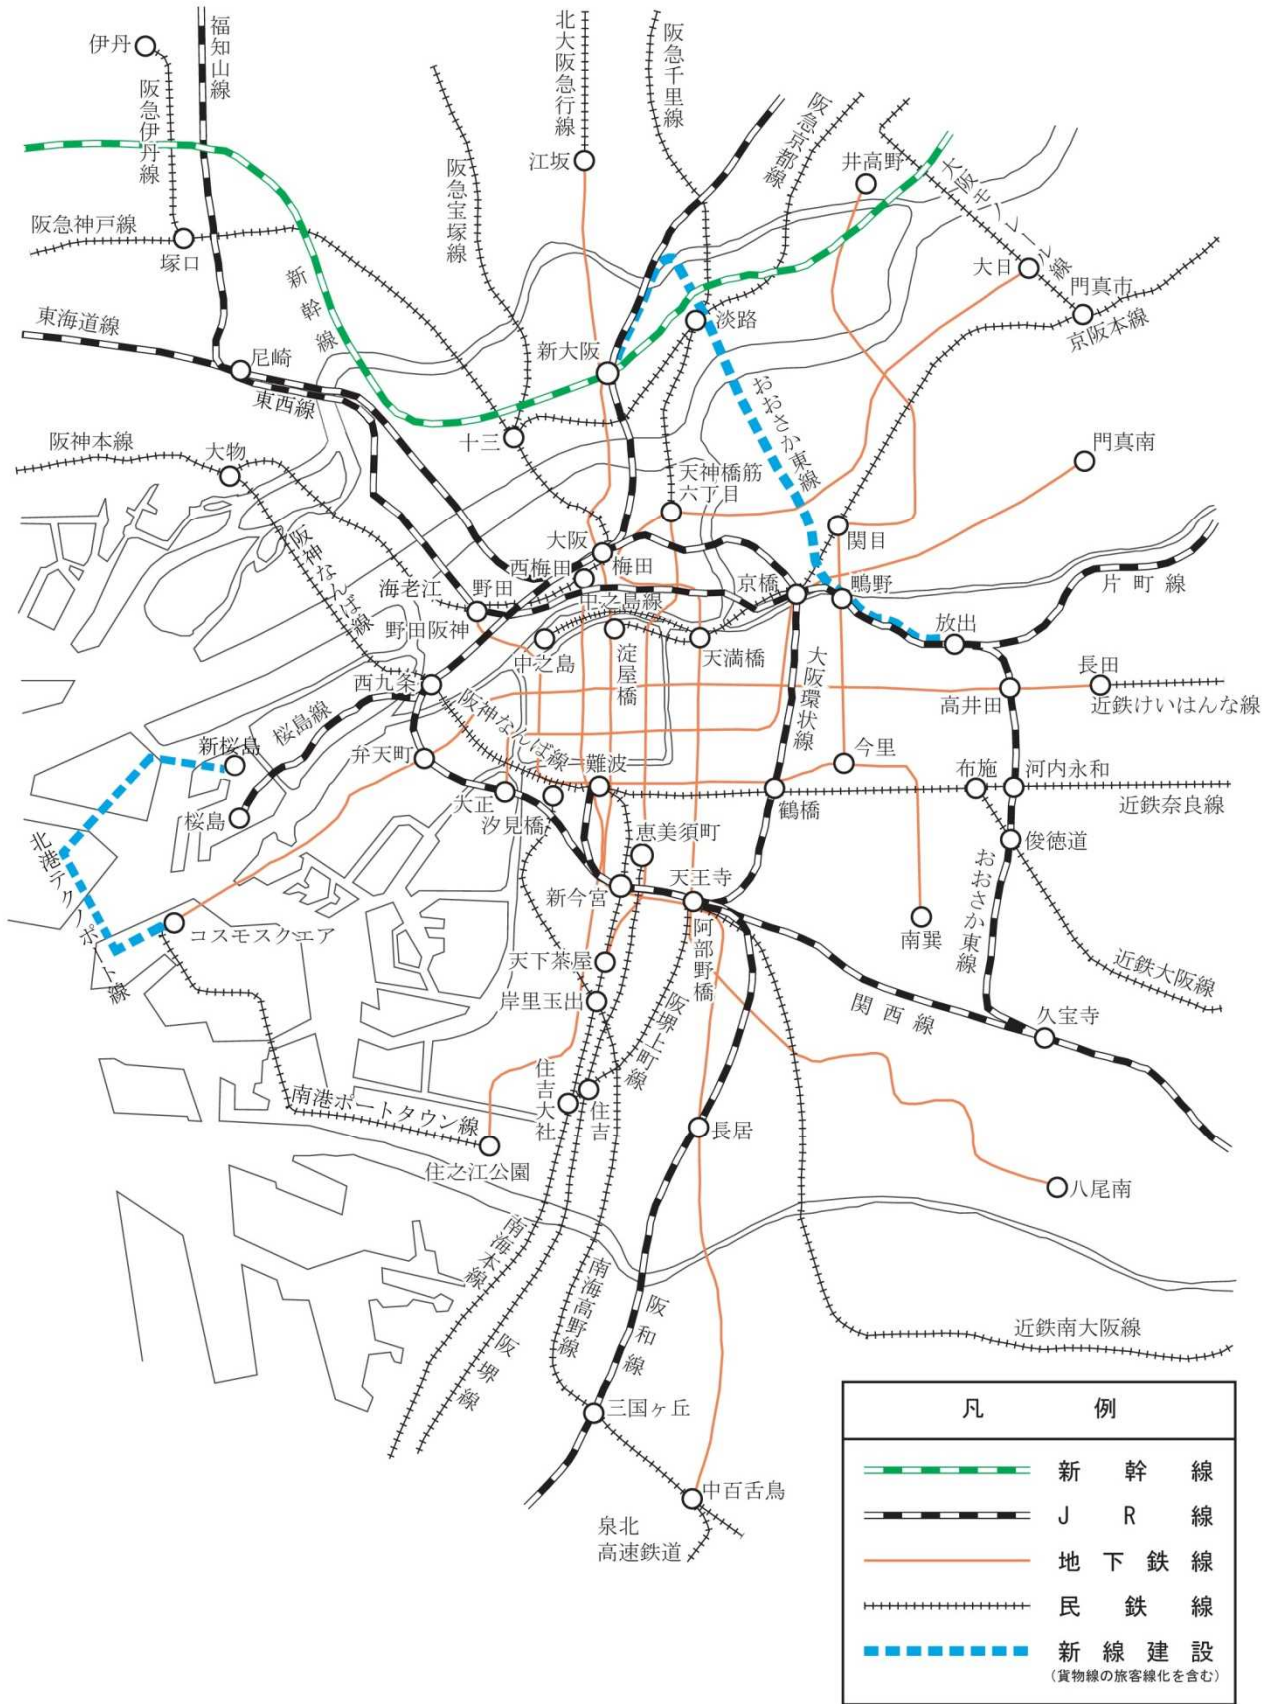 伊丹
福知山線
阪急伊丹線
北大阪急行線
阪急千里線
阪急京都線
江坂
井高野
大阪モノレール線
阪急宝塚線
阪急神戸線
塚口
新幹線
大日
門真市
京阪本線
東海道線
尼崎
東西線
新大阪
淡路
おおさか東線
十三
阪神本線
大物
天神橋筋
六丁目
門真南
阪神なんば線
大阪
西梅田
梅田
関目
海老江
野田
野田阪神
中之島線
京橋
鴫野
片町線
放出
中之島
淀屋橋
天満橋
大阪環状線
西九条
阪神なんば線
高井田
長田
近鉄けいはんな線
桜島線
新桜島
弁天町
難波
今里
布施
河内永和
近鉄奈良線
桜島
大正
汐見橋
鶴橋
恵美須町
俊徳道
北港テクノポート線
新今宮
天王寺
おおさか東線
コスモスクエア
阿部野橋
南巽
天下茶屋
近鉄大阪線
岸里玉出
阪堺上町線
関西線
久宝寺
南港ポートタウン線
住吉大社
住吉
長居
住之江公園
八尾南
南海本線
南海高野線
阪和線
阪堺線
近鉄南大阪線
三国ヶ丘
中百舌鳥
泉北
高速鉄道
凡例
新幹線
JR線
地下鉄線
民鉄線
新線建設
(貨物線の旅客線化を含む)